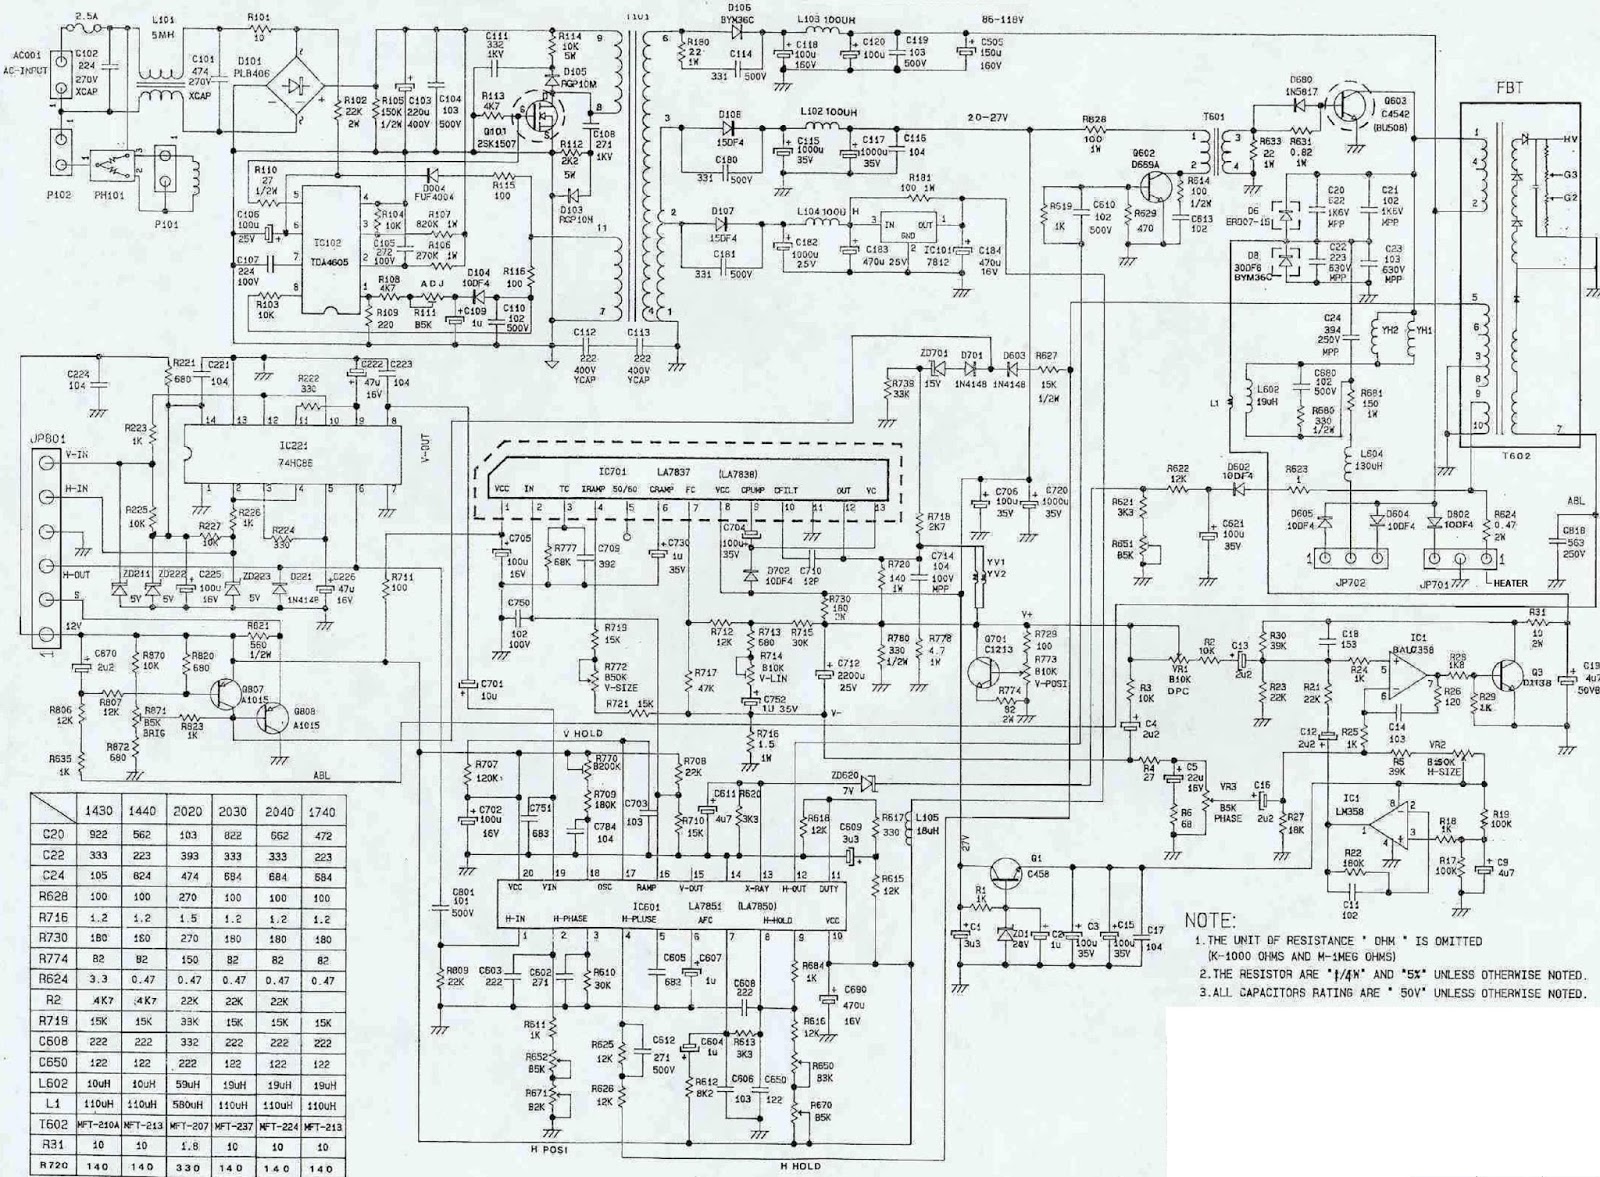 2.5A
L101
5MH
R101
10
AC001
AC-INPUT
C102
224
270V
XCAP
C101
474
270V
XCAP
D101
PLB406
R102
22K
2W
R105
150K
1/2W
C103
220u
400V
C104
103
500V
C111
332
1KV
R114
10K
5W
D105
RGP10M
R113
4K7
Q101
2SK1507
R112
2K2
5W
C108
271
1KV
D103
RGP10M
P102
PH101
P101
R110
27
1/2W
D004
FUF4004
R115
100
C106
100u
25V
IC102
TDA4605
R104
10K
R107
820K 1W
R106
270K 1W
C105
272
100V
C107
224
100V
R103
10K
R108
4K7
ADJ
R111
B5K
R109
220
D104
10DF4
C109
1u
C110
102
500V
R116
100
C112
222
400V
YCAP
C113
222
400V
YCAP
T101
D106
BYM36C
R180
22
1W
C114
331 500V
L103 100UH
C118
100u
160V
C120
100u
C119
103
500V
C505
150u
160V
86-118V
D108
15DF4
C180
331 500V
L102 100UH
C115
1000u
35V
C117
1000u
35V
C116
104
20-27V
D107
15DF4
C181
331 500V
L104 100U H
C182
1000u
25V
C183
470u 25V
R181
100 1W
IN OUT
GND
IC101
7812
C184
470u
16V
R628
100
1W
Q602
D669A
R619
1K
C610
102
500V
R629
470
R614
100
1/2W
C613
102
T601
R633
22
1W
D680
1N5817
R631
0.82
1W
Q603
C4542
(BU508)
D6
ER007-15
D8
30DF6
BYM36C
C20
622
1K6V
MPP
C21
102
1K6V
MPP
C22
223
630V
MPP
C23
103
630V
MPP
C24
394
250V
MPP
YH2
YH1
L1
L602
19uH
C680
102
500V
R680
330
1/2W
R681
150
1W
L604
130uH
FBT
HV
G3
G2
T602
C224
104
R221
680
C221
104
R222
330
C222
47u
16V
C223
104
R223
1K
IC221
74HC86
V-OUT
JP801
V-IN
H-IN
H-OUT
S
12V
R225
10K
R227
10K
R226
1K
R224
330
ZD211
5V
ZD222
C225
100u
16V
ZD223
5V
D221
1N4148
C226
47u
16V
R711
100
R821
560
1/2W
C870
2u2
R870
10K
R820
680
Q807
A1015
Q808
A1015
R806
12K
R807
12K
R871
B5K
BRIG
R823
1K
R872
680
R635
1K
ABL
IC701 LA7837 (LA7838)
VCC IN TC IRAMP 50/60 CRAMP FC VCC CPUMP CFILT OUT VC
R739
33K
ZD701
15V
D701
1N4148
D603
1N4148
R627
15K
1/2W
C705
100u
16V
R777
68K
C709
392
C730
1u
35V
C704
100u
35V
D702
10DF4
C710
12P
R718
2K7
C706
100u
35V
C720
1000u
35V
C714
104
100V
MPP
R720
140
1W
YV1
YV2
C750
102
100V
R719
15K
R772
B50K
V-SIZE
R721 15K
R712
12K
R717
47K
R713
680
R714
B10K
V-LIN
C752
1U 35V
R716
1.5
1W
R715
30K
R730
180
C712
2200u
25V
R780
330
1/2W
R778
4.7
1W
Q701
C1213
R774
82
2W
V+
R729
100
R773
B10K
V-POSI
V-
C701
10u
V HOLD
R622
12K
D602
10DF4
R623
1
R621
3K3
R651
B5K
C621
100u
35V
D605
10DF4
D604
10DF4
D802
10DF4
R624
0.47
2W
JP702
JP701 HEATER
ABL
C818
563
250V
R3
10K
VR1
B10K
DPC
R2
10K
C13
2u2
R30
39K
R23
22K
C18
153
R21
22K
R24
1K
IC1
R28
1K8
R26
120
R29
1K
R31
10
2W
Q3
C19
4u7
50VB
C4
2u2
R4
27
C5
22u
16V
R6
68
VR3
B5K
PHASE
C16
2u2
R27
18K
C12
2u2
R25
1K
C14
103
R5
39K
VR2
H-SIZE
IC1
LM358
R18
1K
R19
100K
R17
100K
C9
4u7
R22
180K
C11
102
R707
120K
C702
100u
16V
C751
683
R770
B200K
R709
180K
C784
104
C703
103
R708
22K
R710
15K
C611
4u7
R620
3K3
ZD620
7V
R618
12K
C609
3u3
R617
330
R615
12K
L105
18uH
VCC VIN OSC RAMP V-OUT X-RAY H-OUT DUTY
IC601 LA7851 (LA7850)
H-IN H-PHASE H-PLUSE AFC H-HOLD VCC
C801
101
500V
R809
22K
C603
222
C602
271
R610
30K
C605
682
C607
1u
C608
222
R684
1K
C690
470u
16V
R611
1K
R652
B5K
R671
B2K
H POSI
R625
12K
R626
12K
C612
271
500V
C604
1u
R612
8K2
R613
3K3
C606
103
C650
122
R616
12K
R650
R670
B5K
H HOLD
27V
R1
1K
Q1
C458
C1
3u3
ZD1
C2
1u
C3
100u
35V
C15
100u
35V
C17
104
1430 1440 2020 2030 2040 1740
C20 922 562 103 822 662 472
C22 333 223 393 333 333 223
C24 105 824 474 684 684 684
R628 100 100 270 100 100 100
R716 1.2 1.2 1.5 1.2 1.2 1.2
R730 180 180 270 180 180 180
R774 82 82 150 82 82 82
R624 3.3 0.47 0.47 0.47 0.47 0.47
R2 4K7 4K7 22K 22K 22K
R719 15K 15K 33K 15K 15K 15K
C608 222 222 332 222 222 222
C650 122 122 222 122 122 122
L602 10uH 10uH 59uH 19uH 19uH 19uH
L1 110uH 110uH 580uH 110uH 110uH 110uH
T602 MFT-210A MFT-213 MFT-207 MFT-237 MFT-224 MFT-213
R31 10 10 1.8 10 10 10
R720 140 140 330 140 140 140
NOTE:
1.THE UNIT OF RESISTANCE " OHM " IS OMITTED
(K-1000 OHMS AND M-1MEG OHMS)
2.THE RESISTOR ARE "1/4W" AND "5%" UNLESS OTHERWISE NOTED.
3.ALL CAPACITORS RATING ARE " 50V" UNLESS OTHERWISE NOTED.